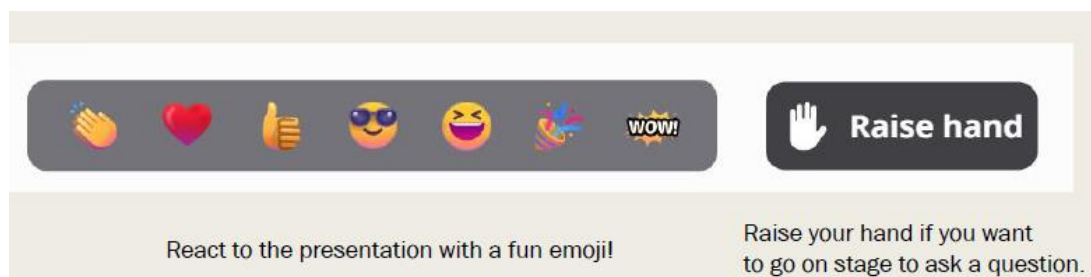 WOW!
Raise hand
React to the presentation with a fun emoji!
Raise your hand if you want
to go on stage to ask a question.